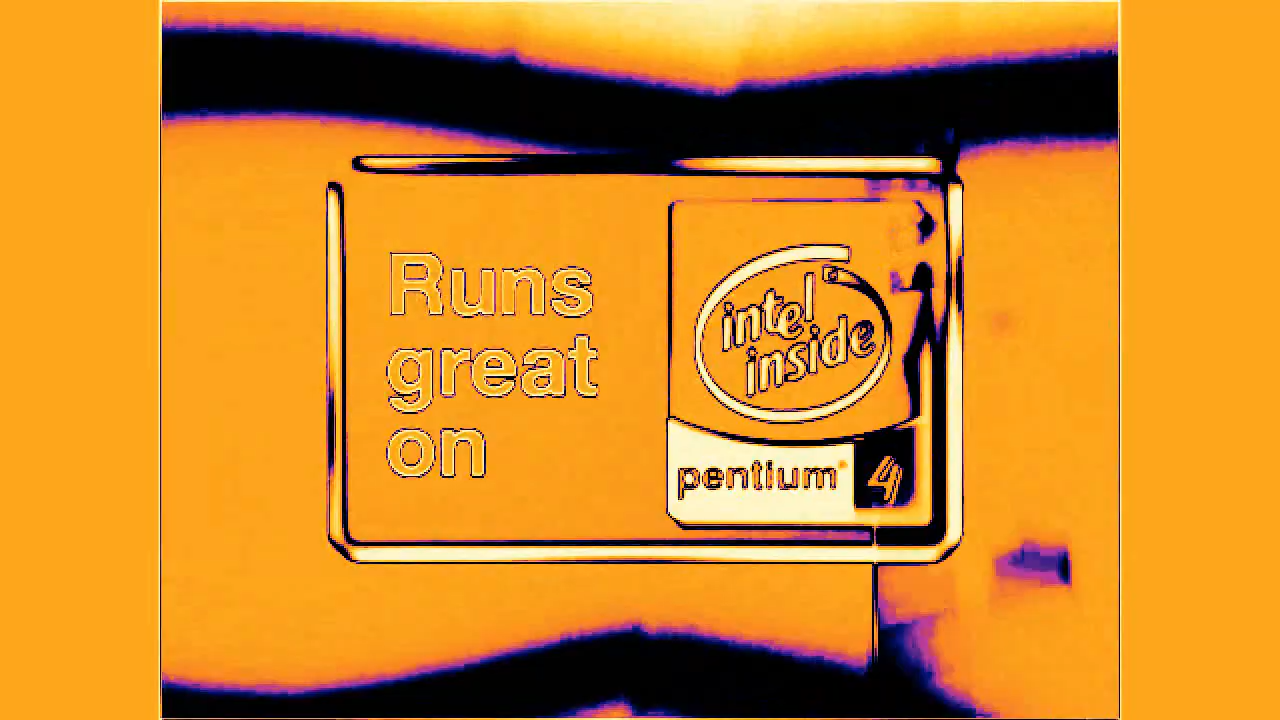 Runs
great
on
intel
inside
pentium 4